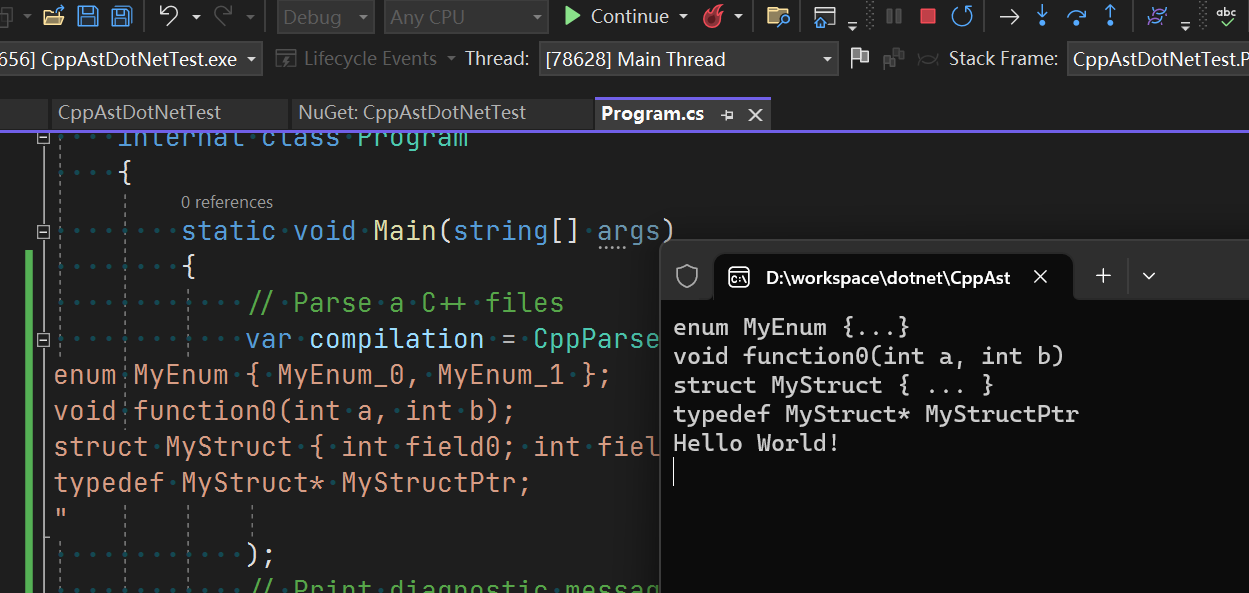 Debug
Any CPU
Continue
abc
656] CppAstDotNetTest.exe
Lifecycle Events
Thread:
[78628] Main Thread
Stack Frame:
CppAstDotNetTest.P
CppAstDotNetTest
NuGet: CppAstDotNetTest
Program.cs
internal class Program
{
0 references
static void Main(string[] args)
{
// Parse a C++ files
var compilation = CppParse
enum MyEnum { MyEnum_0, MyEnum_1 };
void function0(int a, int b);
struct MyStruct { int field0; int fiel
typedef MyStruct* MyStructPtr;
"
);
// Print diagnostic messag
D:\workspace\dotnet\CppAst
enum MyEnum {...}
void function0(int a, int b)
struct MyStruct { ... }
typedef MyStruct* MyStructPtr
Hello World!